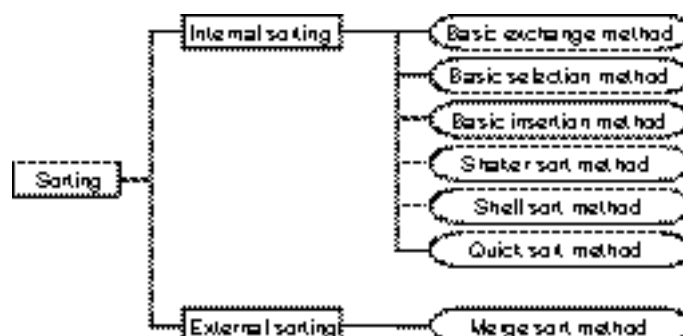 Internal sorting
Basic exchange method
Basic selection method
Basic insertion method
Shaker sort method
Sorting
Shell sort method
Quick sort method
External sorting
Merge sort method